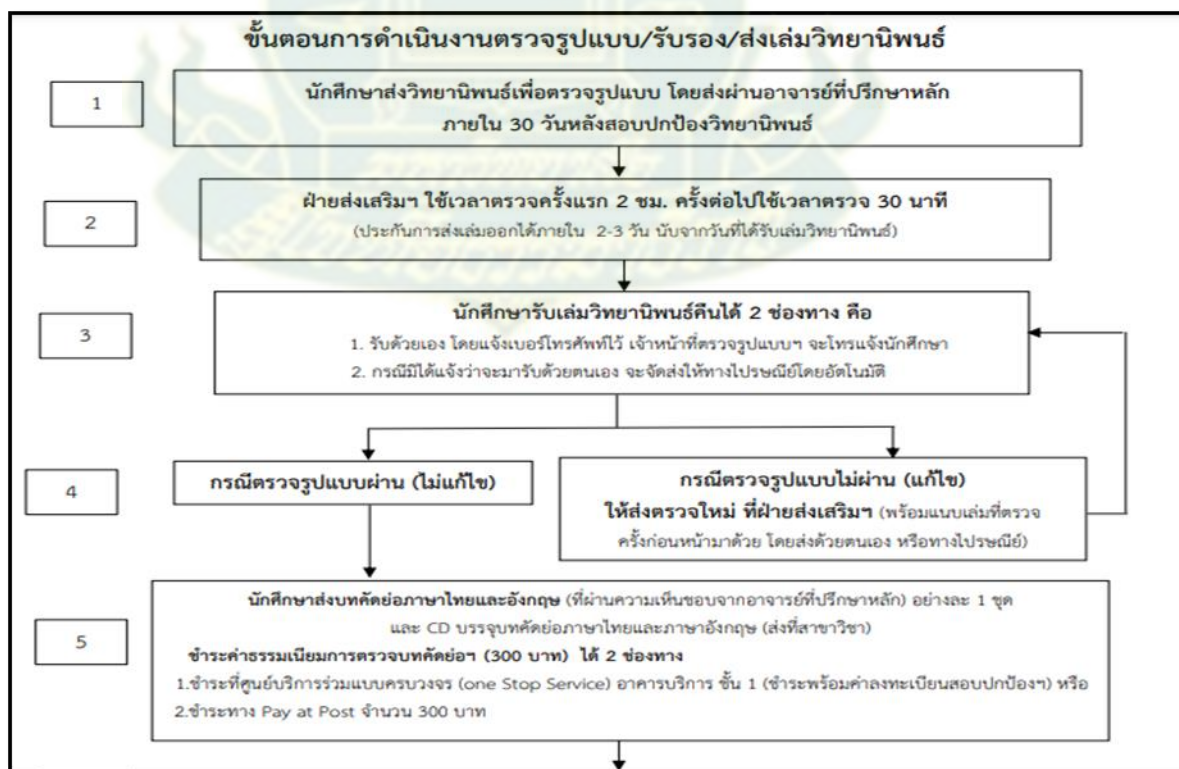 ขั้นตอนการดำเนินงานตรวจรูปแบบ/รับรอง/ส่งเล่มวิทยานิพนธ์
1
นักศึกษาส่งวิทยานิพนธ์เพื่อตรวจรูปแบบ โดยส่งผ่านอาจารย์ที่ปรึกษาหลัก
ภายใน 30 วันหลังสอบปกป้องวิทยานิพนธ์
2
ฝ่ายส่งเสริมฯ ใช้เวลาตรวจครั้งแรก 2 ชม. ครั้งต่อไปใช้เวลาตรวจ 30 นาที
(ประกันการส่งเล่มออกได้ภายใน 2-3 วัน นับจากวันที่ได้รับเล่มวิทยานิพนธ์)
3
นักศึกษารับเล่มวิทยานิพนธ์คืนได้ 2 ช่องทาง คือ
1. รับด้วยเอง โดยแจ้งเบอร์โทรศัพท์ไว้ เจ้าหน้าที่ตรวจรูปแบบฯ จะโทรแจ้งนักศึกษา
2. กรณีมิได้แจ้งว่าจะมารับด้วยตนเอง จะจัดส่งให้ทางไปรษณีย์โดยอัตโนมัติ
4
กรณีตรวจรูปแบบผ่าน (ไม่แก้ไข)
กรณีตรวจรูปแบบไม่ผ่าน (แก้ไข)
ให้ส่งตรวจใหม่ ที่ฝ่ายส่งเสริมฯ (พร้อมแนบเล่มที่ตรวจ
ครั้งก่อนหน้ามาด้วย โดยส่งด้วยตนเอง หรือทางไปรษณีย์)
5
นักศึกษาส่งบทคัดย่อภาษาไทยและอังกฤษ (ที่ผ่านความเห็นชอบจากอาจารย์ที่ปรึกษาหลัก) อย่างละ 1 ชุด
และ CD บรรจุบทคัดย่อภาษาไทยและภาษาอังกฤษ (ส่งที่สาขาวิชา)
ชำระค่าธรรมเนียมการตรวจบทคัดย่อฯ (300 บาท) ได้ 2 ช่องทาง
1.ชำระที่ศูนย์บริการร่วมแบบครบวงจร (one Stop Service) อาคารบริการ ชั้น 1 (ชำระพร้อมค่าลงทะเบียนสอบปกป้องฯ) หรือ
2.ชำระทาง Pay at Post จำนวน 300 บาท